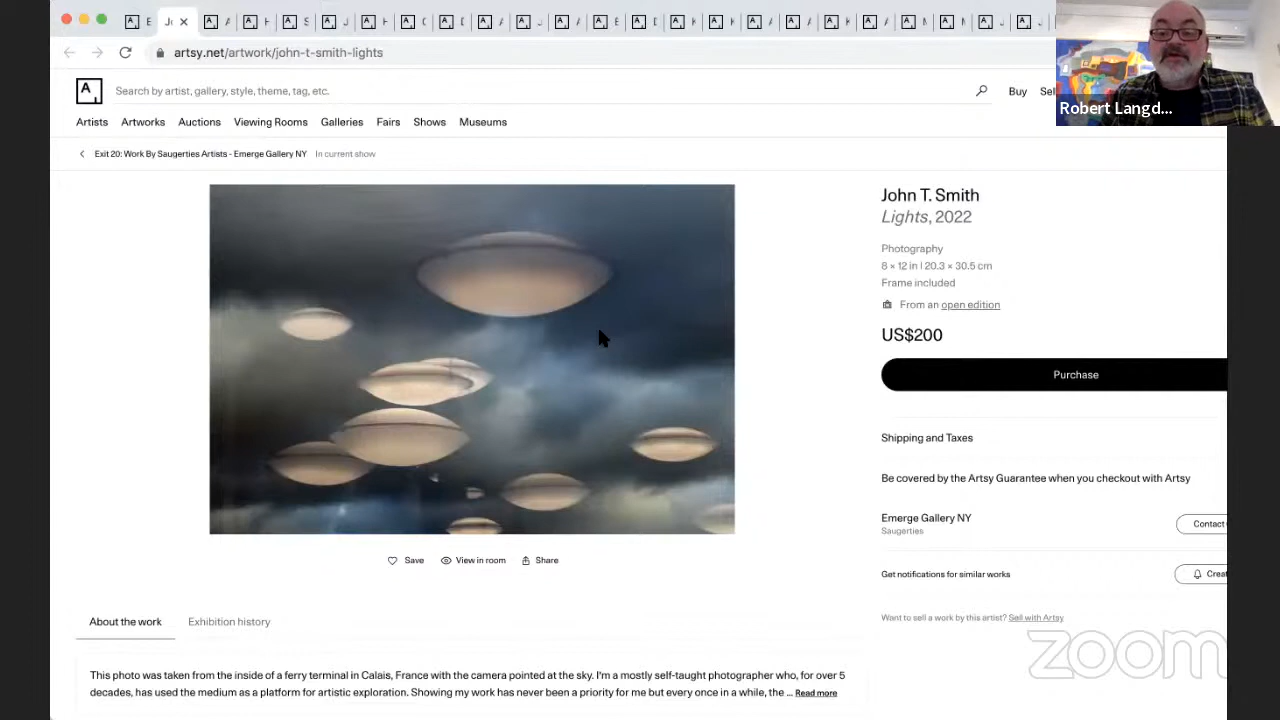 artsy.net/artwork/john-t-smith-lights
Search by artist, gallery, style, theme, tag, etc.
Buy
Robert Langd...
Artists Artworks Auctions Viewing Rooms Galleries Shows Museums
Exit 20: Work By Saugerties Artists - Emerge Gallery NY In current show
John T. Smith
Lights, 2022
Photography
8 × 12 in | 20.3 × 30.5 cm
Frame included
From an open edition
US$200
Purchase
Shipping and Taxes
Be covered by the Artsy Guarantee when you checkout with Artsy
Emerge Gallery NY
Saugerties
Contact
Get notifications for similar works
Want to sell a work by this artist? Sell with Artsy
Save View in room Share
About the work Exhibition history
This photo was taken from the inside of a ferry terminal in Calais, France with the camera pointed at the sky. I'm a mostly self-taught photographer who, for over 5
decades, has used the medium as a platform for artistic exploration. Showing my work has never been a priority for me but every once in a while, the ... Read more
zoom